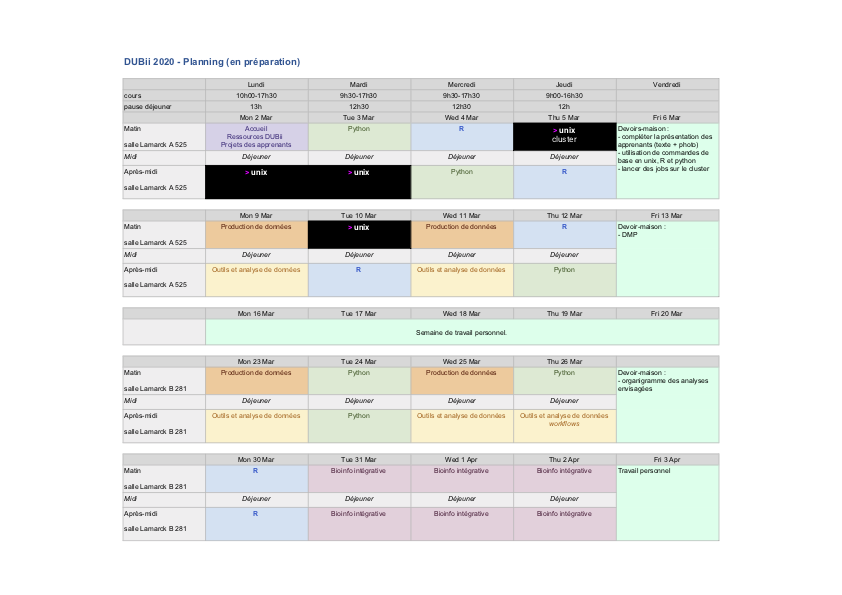 DUBii 2020 - Planning (en préparation)
Lundi Mardi Mercredi Jeudi Vendredi
cours 10h00-17h30 9h30-17h30 9h30-17h30 9h00-16h30
pause déjeuner 13h 12h30 12h30 12h
Mon 2 Mar Tue 3 Mar Wed 4 Mar Thu 5 Mar Fri 6 Mar
Matin
salle Lamarck A 525
Accueil
Ressources DUBii
Projets des apprenants
Python
R
> unix
cluster
Devoirs-maison :
- compléter la présentation des
apprenants (texte + photo)
- utilisation de commandes de
base en unix, R et python
- lancer des jobs sur le cluster
Midi Déjeuner Déjeuner Déjeuner Déjeuner
Après-midi
salle Lamarck A 525
> unix
> unix
Python
R
Mon 9 Mar Tue 10 Mar Wed 11 Mar Thu 12 Mar Fri 13 Mar
Matin
salle Lamarck A 525
Production de données
> unix
Production de données
R
Devoir-maison :
- DMP
Midi Déjeuner Déjeuner Déjeuner Déjeuner
Après-midi
salle Lamarck A 525
Outils et analyse de données
R
Outils et analyse de données
Python
Mon 16 Mar Tue 17 Mar Wed 18 Mar Thu 19 Mar Fri 20 Mar
Semaine de travail personnel.
Mon 23 Mar Tue 24 Mar Wed 25 Mar Thu 26 Mar
Matin
salle Lamarck B 281
Production de données
Python
Production de données
Python
Devoir-maison :
- organigramme des analyses
envisagées
Midi Déjeuner Déjeuner Déjeuner Déjeuner
Après-midi
salle Lamarck B 281
Outils et analyse de données
Python
Outils et analyse de données
Outils et analyse de données
workflows
Mon 30 Mar Tue 31 Mar Wed 1 Apr Thu 2 Apr Fri 3 Apr
Matin
salle Lamarck B 281
R
Bioinfo intégrative
Bioinfo intégrative
Bioinfo intégrative
Travail personnel
Midi Déjeuner Déjeuner Déjeuner Déjeuner
Après-midi
salle Lamarck B 281
R
Bioinfo intégrative
Bioinfo intégrative
Bioinfo intégrative